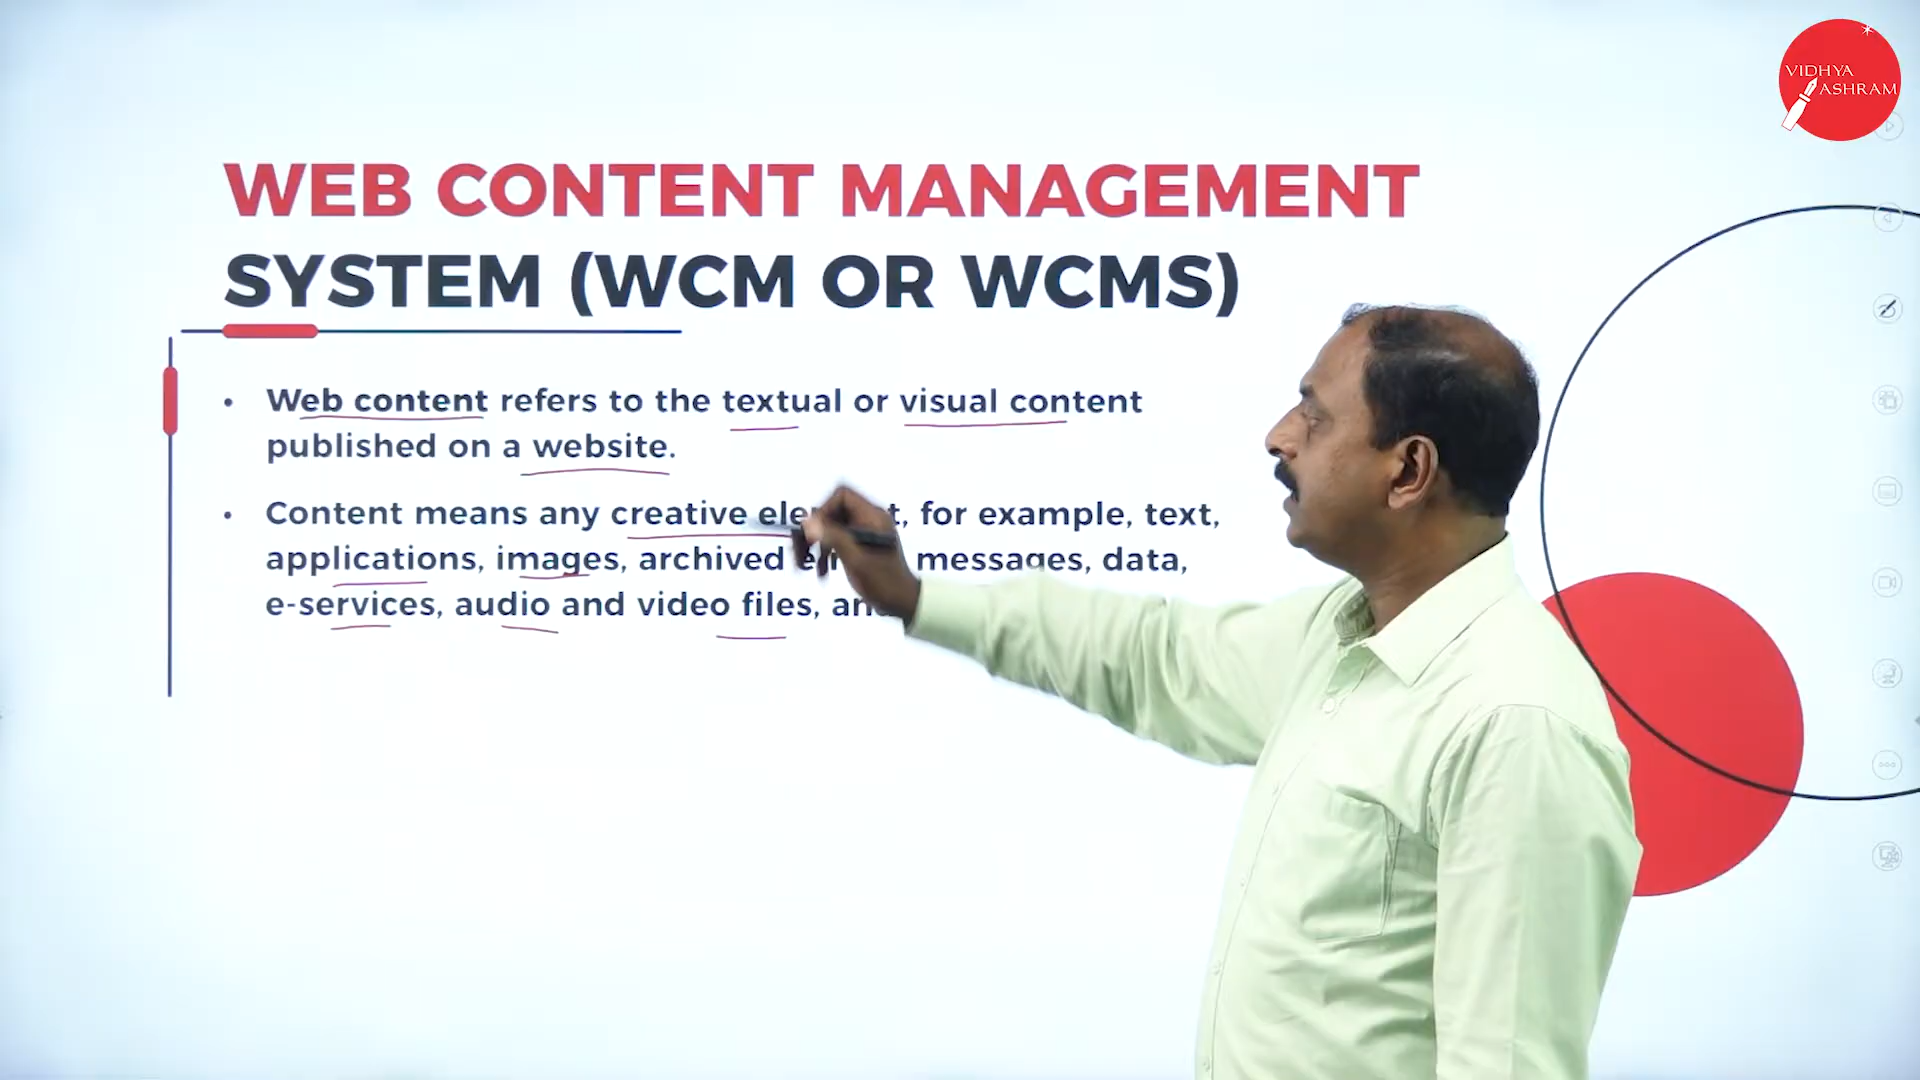 VIDHYA
ASHRAM
WEB CONTENT MANAGEMENT
SYSTEM (WCM OR WCMS)
• Web content refers to the textual or visual content
published on a website.
• Content means any creative , for example, text,
applications, images, archived messages, data,
e-services, audio and video files,